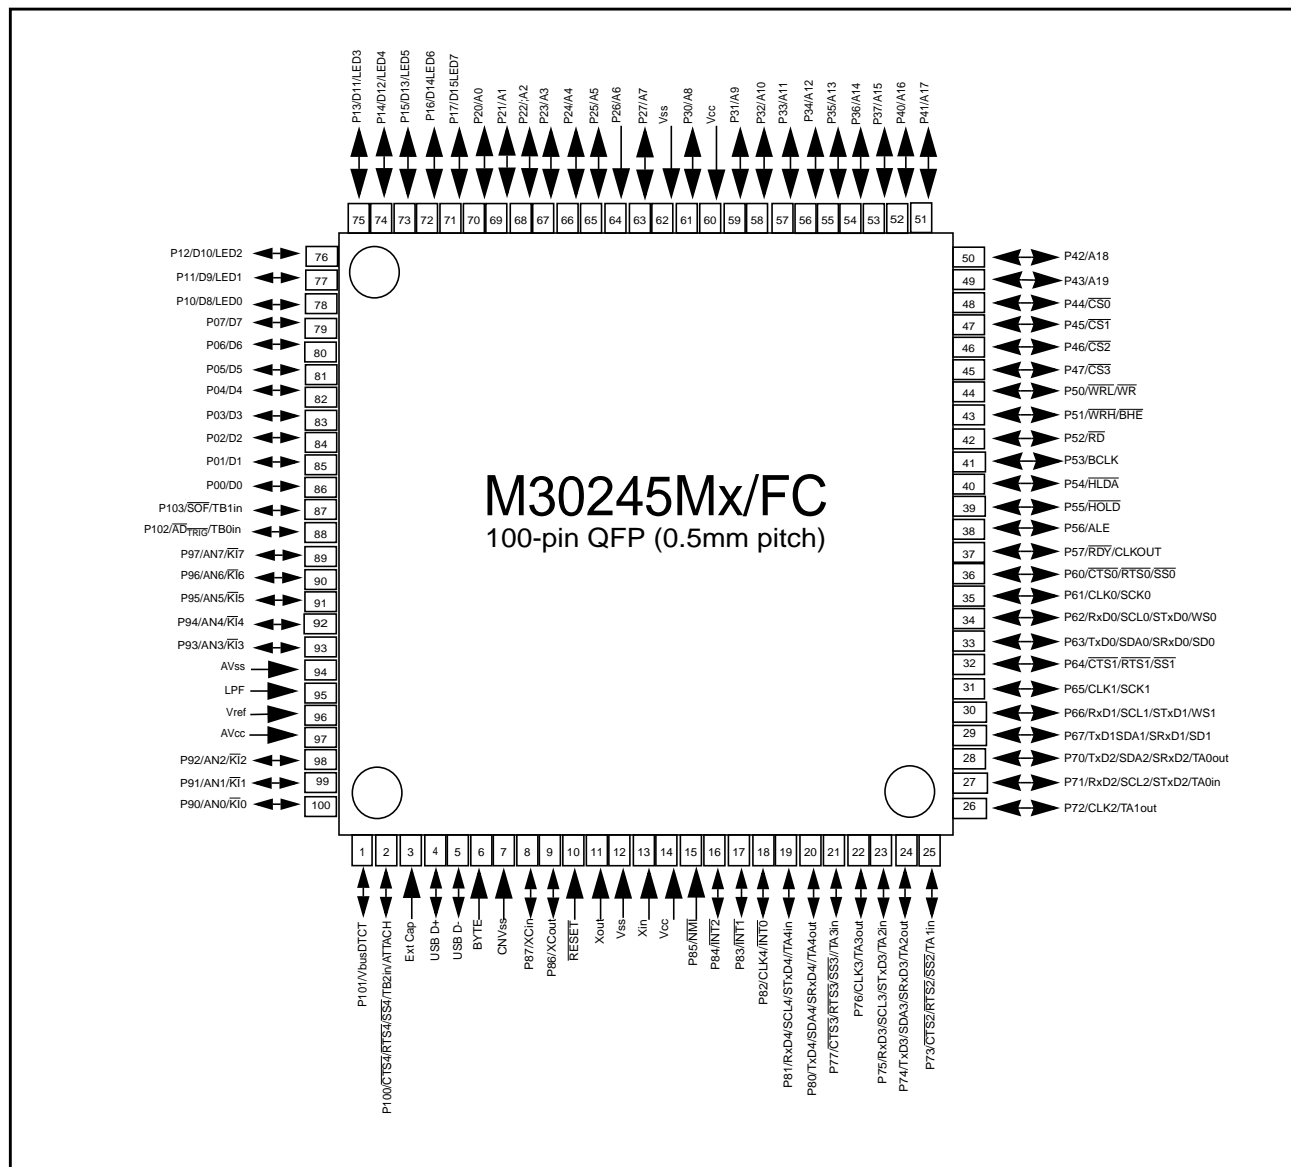 P13/D11/LED3
P14/D12/LED4
P15/D13/LED5
P16/D14LED6
P17/D15LED7
P20/A0
P21/A1
P22/;A2
P23/A3
P24/A4
P25/A5
P26/A6
P27/A7
Vss
P30/A8
Vcc
P31/A9
P32/A10
P33/A11
P34/A12
P35/A13
P36/A14
P37/A15
P40/A16
P41/A17
75 74 73 72 71 70 69 68 67 66 65 64 63 62 61 60 59 58 57 56 55 54 53 52 51
P12/D10/LED2 76
P11/D9/LED1 77
P10/D8/LED0 78
P07/D7 79
P06/D6 80
P05/D5 81
P04/D4 82
P03/D3 83
P02/D2 84
P01/D1 85
P00/D0 86
P103/SOF/TB1in 87
P102/ADTRIG/TB0in 88
P97/AN7/KI7 89
P96/AN6/KI6 90
P95/AN5/KI5 91
P94/AN4/KI4 92
P93/AN3/KI3 93
AVss 94
LPF 95
Vref 96
AVcc 97
P92/AN2/KI2 98
P91/AN1/KI1 99
P90/AN0/KI0 100
M30245Mx/FC
100-pin QFP (0.5mm pitch)
50 P42/A18
49 P43/A19
48 P44/CS0
47 P45/CS1
46 P46/CS2
45 P47/CS3
44 P50/WRL/WR
43 P51/WRH/BHE
42 P52/RD
41 P53/BCLK
40 P54/HLDA
39 P55/HOLD
38 P56/ALE
37 P57/RDY/CLKOUT
36 P60/CTS0/RTS0/SS0
35 P61/CLK0/SCK0
34 P62/RxD0/SCL0/STxD0/WS0
33 P63/TxD0/SDA0/SRxD0/SD0
32 P64/CTS1/RTS1/SS1
31 P65/CLK1/SCK1
30 P66/RxD1/SCL1/STxD1/WS1
29 P67/TxD1SDA1/SRxD1/SD1
28 P70/TxD2/SDA2/SRxD2/TA0out
27 P71/RxD2/SCL2/STxD2/TA0in
26 P72/CLK2/TA1out
1 2 3 4 5 6 7 8 9 10 11 12 13 14 15 16 17 18 19 20 21 22 23 24 25
P101/VbusDTCT
P100/CTS4/RTS4/SS4/TB2in/ATTACH
Ext Cap
USB D+
USB D-
BYTE
CNVss
P87/XCin
P86/XCout
RESET
Xout
Vss
Xin
Vcc
P85/NMI
P84/INT2
P83/INT1
P82/CLK4/INT0
P81/RxD4/SCL4/STxD4//TA4in
P80/TxD4/SDA4/SRxD4//TA4out
P77/CTS3/RTS3/SS3//TA3in
P76/CLK3/TA3out
P75/RxD3/SCL3/STxD3/TA2in
P74/TxD3/SDA3/SRxD3/TA2out
P73/CTS2/RTS2/SS2/TA1in